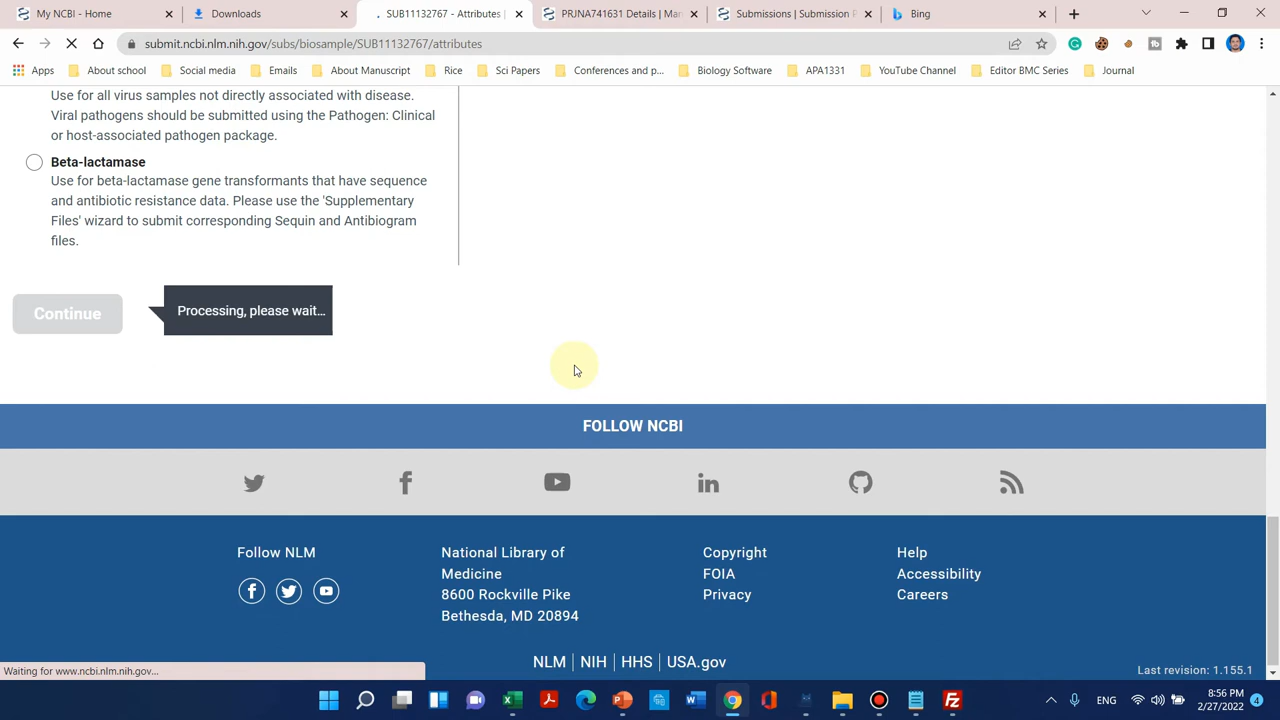 My NCBI - Home
Downloads
SUB11132767 - Attributes |
PRJNA741631 Details | Man
Submissions | Submission P
Bing
submit.ncbi.nlm.nih.gov/subs/biosample/SUB11132767/attributes
Apps
About school
Social media
Emails
About Manuscript
Rice
Sci Papers
Conferences and p...
Biology Software
APA1331
YouTube Channel
Editor BMC Series
Journal
Use for all virus samples not directly associated with disease.
Viral pathogens should be submitted using the Pathogen: Clinical
or host-associated pathogen package.
Beta-lactamase
Use for beta-lactamase gene transformants that have sequence
and antibiotic resistance data. Please use the 'Supplementary
Files' wizard to submit corresponding Sequin and Antibiogram
files.
Continue
Processing, please wait...
FOLLOW NCBI
Follow NLM
National Library of
Medicine
8600 Rockville Pike
Bethesda, MD 20894
Copyright
FOIA
Privacy
Help
Accessibility
Careers
NLM | NIH | HHS | USA.gov
Last revision: 1.155.1
Waiting for www.ncbi.nlm.nih.gov...
ENG
8:56 PM
2/27/2022
4